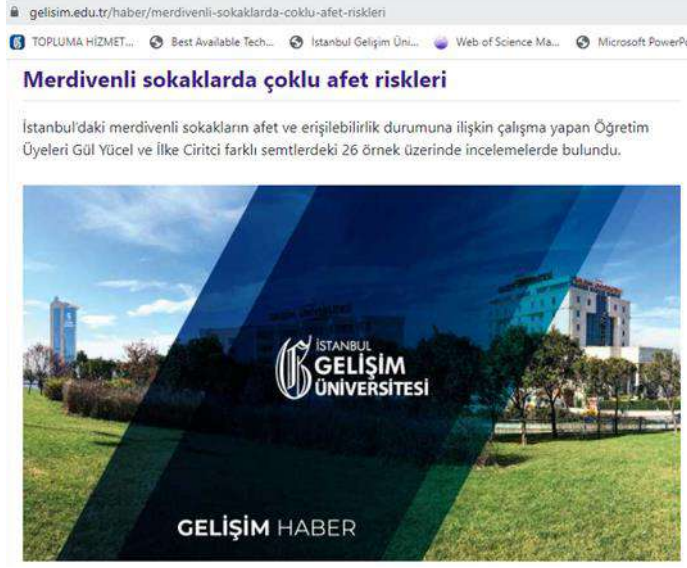 gelisim.edu.tr/haber/merdivenli-sokaklarda-coklu-afet-riskleri
TOPLUMA HİZMET... Best Available Tech... İstanbul Gelişim Üni... Web of Science Ma... Microsoft PowerPo
Merdivenli sokaklarda çoklu afet riskleri
İstanbul'daki merdivenli sokakların afet ve erişilebilirlik durumuna ilişkin çalışma yapan Öğretim
Üyeleri Gül Yücel ve İlke Ciritci farklı semtlerdeki 26 örnek üzerinde incelemelerde bulundu.
İSTANBUL
GELİŞİM
ÜNİVERSİTESİ
GELİŞİM HABER